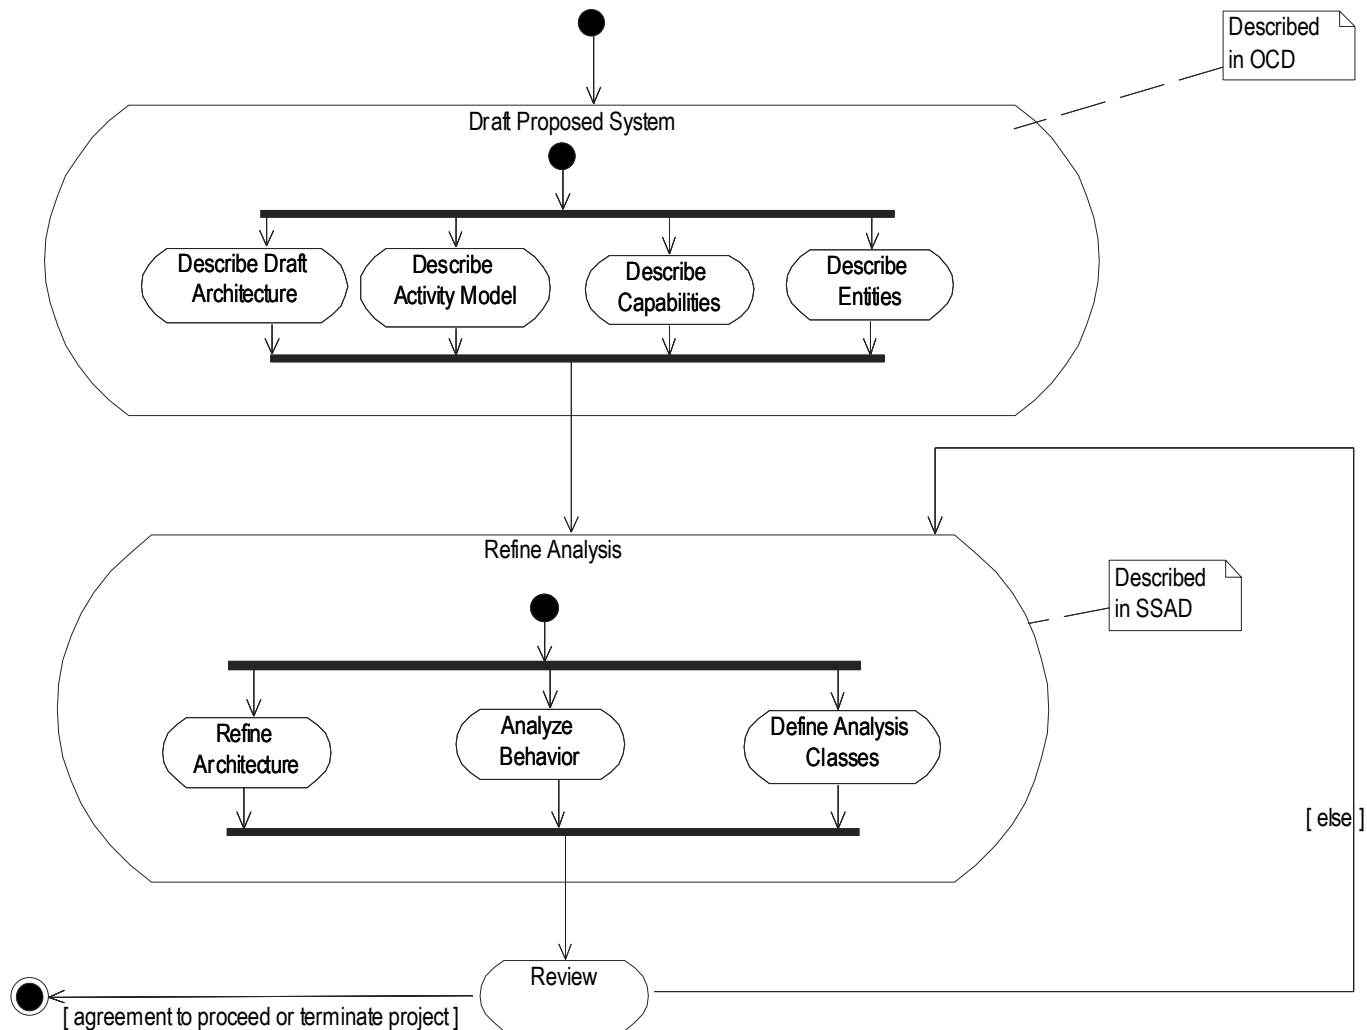 Described
in OCD
Draft Proposed System
Describe Draft
Architecture
Describe
Activity Model
Describe
Capabilities
Describe
Entities
Refine Analysis
Described
in SSAD
Refine
Architecture
Analyze
Behavior
Define Analysis
Classes
[ else ]
Review
[ agreement to proceed or terminate project ]